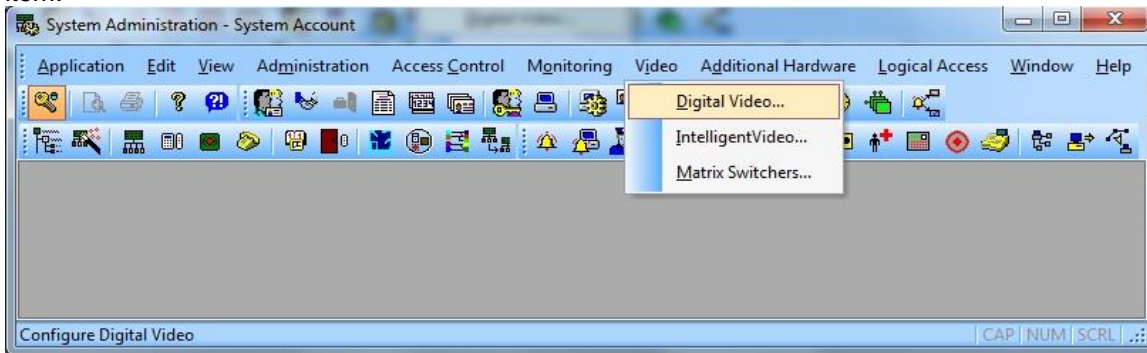 item.
System Administration - System Account
Application Edit View Administration Access Control Monitoring Video Additional Hardware Logical Access Window Help
Digital Video...
IntelligentVideo...
Matrix Switchers...
Configure Digital Video
CAP NUM SCRL